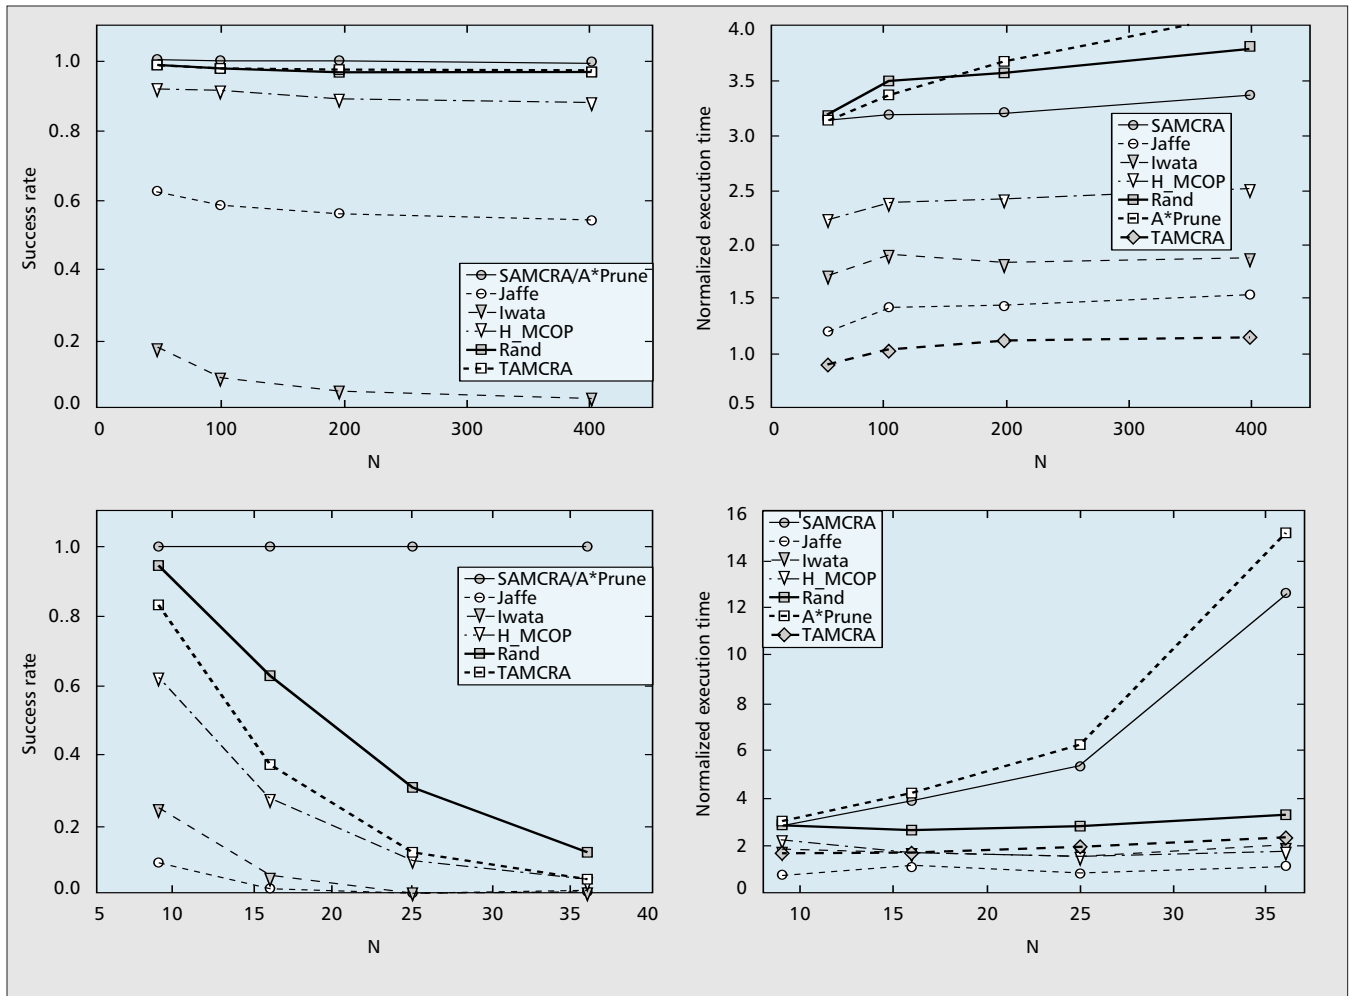 1.0
0..8
0.6
0.4
0.2
0.0
Success rate
0
100
200
300
400
N
SAMCRA/A*Prune
Jaffe
Iwata
H_MCOP
Rand
TAMCRA
4.0
3.5
3.0
2.5
2.0
1.5
1.0
0.5
Normalized execution time
0
100
200
300
400
N
SAMCRA
Jaffe
Iwata
H_MCOP
Rand
A*Prune
TAMCRA
1.0
0.8
0.6
0.4
0.2
0.0
Success rate
5
10
15
25
30
35
40
N
SAMCRA/A*Prune
Jaffe
Iwata
H_MCOP
Rand
TAMCRA
16
14
12
10
8
6
4
2
0
Normalized execution time
10
15
20
25
30
35
N
SAMCRA
Jaffe
Iwata
H_MCOP
Rand
A*Prune
TAMCRA